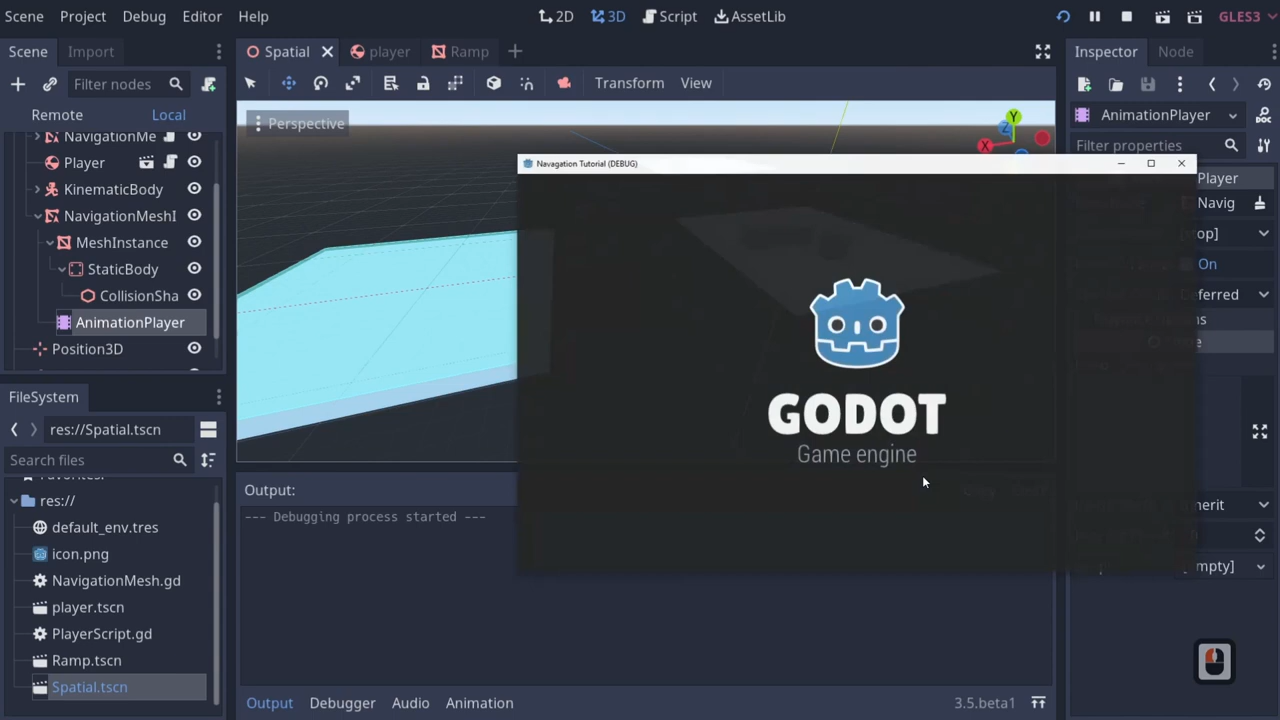 Scene Project Debug Editor Help
2D 3D Script AssetLib
GLES3
Scene Import
Spatial player Ramp
Inspector Node
Filter nodes
Transform View
Remote Local
Perspective
AnimationPlayer
NavigationMe
Filter properties
Player
Navagation Tutorial (DEBUG)
Player
KinematicBody
Navig
NavigationMeshI
MeshInstance
StaticBody
On
CollisionSha
eferred
AnimationPlayer
Position3D
GODOT
Game engine
FileSystem
res://Spatial.tscn
Search files
Output:
res://
--- Debugging process started ---
default_env.tres
icon.png
[empty]
NavigationMesh.gd
player.tscn
PlayerScript.gd
Ramp.tscn
Spatial.tscn
Output Debugger Audio Animation 3.5.beta1